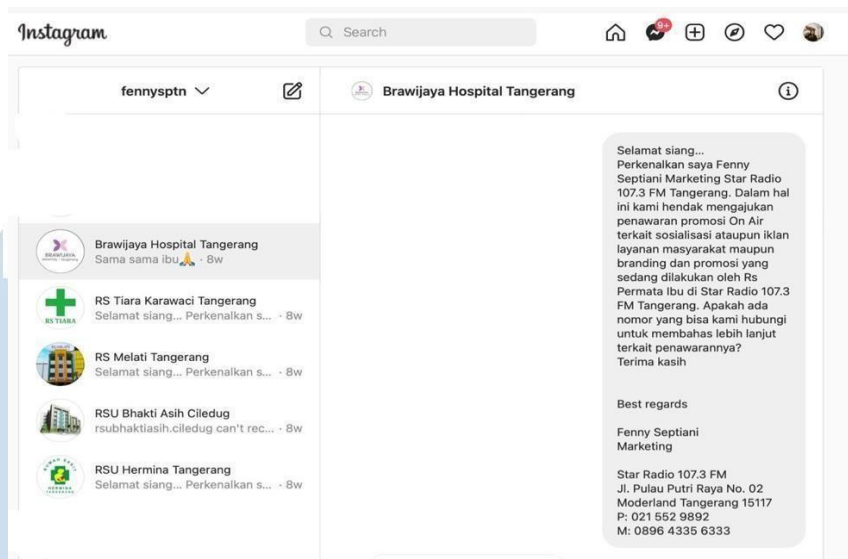 Instagram
Search
9+
fennysptn
Brawijaya Hospital Tangerang
Brawijaya Hospital Tangerang
Sama sama ibu🙏 · 8w
RS Tiara Karawaci Tangerang
Selamat siang... Perkenalkan s... · 8w
RS TIARA
RS Melati Tangerang
Selamat siang... Perkenalkan s... · 8w
RSU Bhakti Asih Ciledug
rsubhaktiasih.ciledug can't rec... · 8w
RSU Hermina Tangerang
Selamat siang... Perkenalkan s... · 8w
Selamat siang...
Perkenalkan saya Fenny
Septiani Marketing Star Radio
107.3 FM Tangerang. Dalam hal
ini kami hendak mengajukan
penawaran promosi On Air
terkait sosialisasi ataupun iklan
layanan masyarakat maupun
branding dan promosi yang
sedang dilakukan oleh Rs
Permata Ibu di Star Radio 107.3
FM Tangerang. Apakah ada
nomor yang bisa kami hubungi
untuk membahas lebih lanjut
terkait penawarannya?
Terima kasih
Best regards
Fenny Septiani
Marketing
Star Radio 107.3 FM
Jl. Pulau Putri Raya No. 02
Moderland Tangerang 15117
P: 021 552 9892
M: 0896 4335 6333